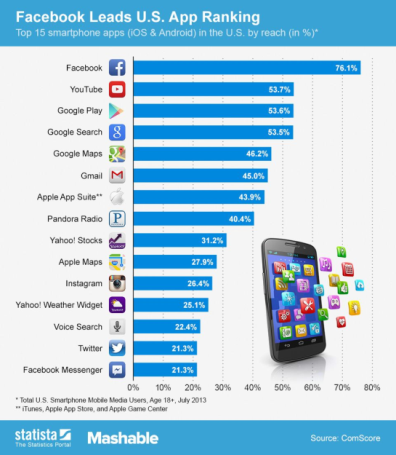 Facebook Leads U.S. App Ranking
Top 15 smartphone apps (iOS & Android) in the U.S. by reach (in %)*
Facebook 76.1%
YouTube 53.7%
Google Play 53.6%
Google Search 53.5%
Google Maps 46.2%
Gmail 45.0%
Apple App Suite** 43.9%
Pandora Radio 40.4%
Yahoo! Stocks 31.2%
Apple Maps 27.9%
Instagram 26.4%
Yahoo! Weather Widget 25.1%
Voice Search 22.4%
Twitter 21.3%
Facebook Messenger 21.3%
0% 10% 20% 30% 40% 50% 60% 70% 80%
* Total U.S. Smartphone Mobile Media Users, Age 18+, July 2013
** iTunes, Apple App Store, and Apple Game Center
statista Mashable Source: ComScore
The Statistics Portal